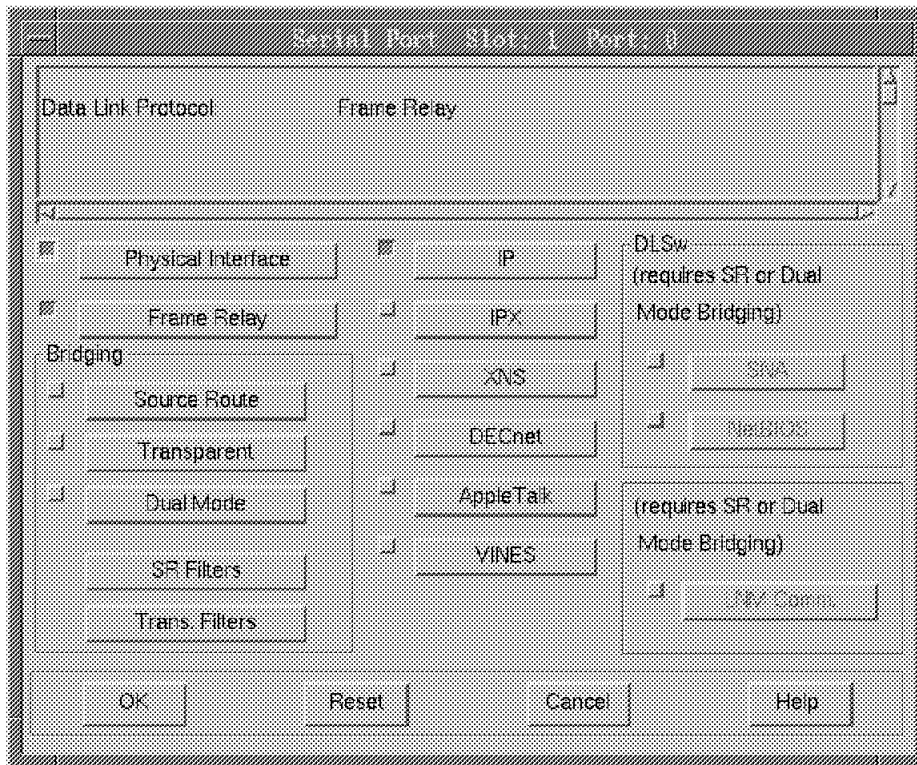 Serial Port Slot: 1 Port: 0
Data Link Protocol Frame Relay
Physical Interface
Frame Relay
Bridging
Source Route
Transparent
Dual Mode
SR Filters
Trans. Filters
IP
IPX
XNS
DECnet
AppleTalk
VINES
DLSw
(requires SR or Dual
Mode Bridging)
SNA
NetBIOS
(requires SR or Dual
Mode Bridging)
NV Comm.
OK
Reset
Cancel
Help